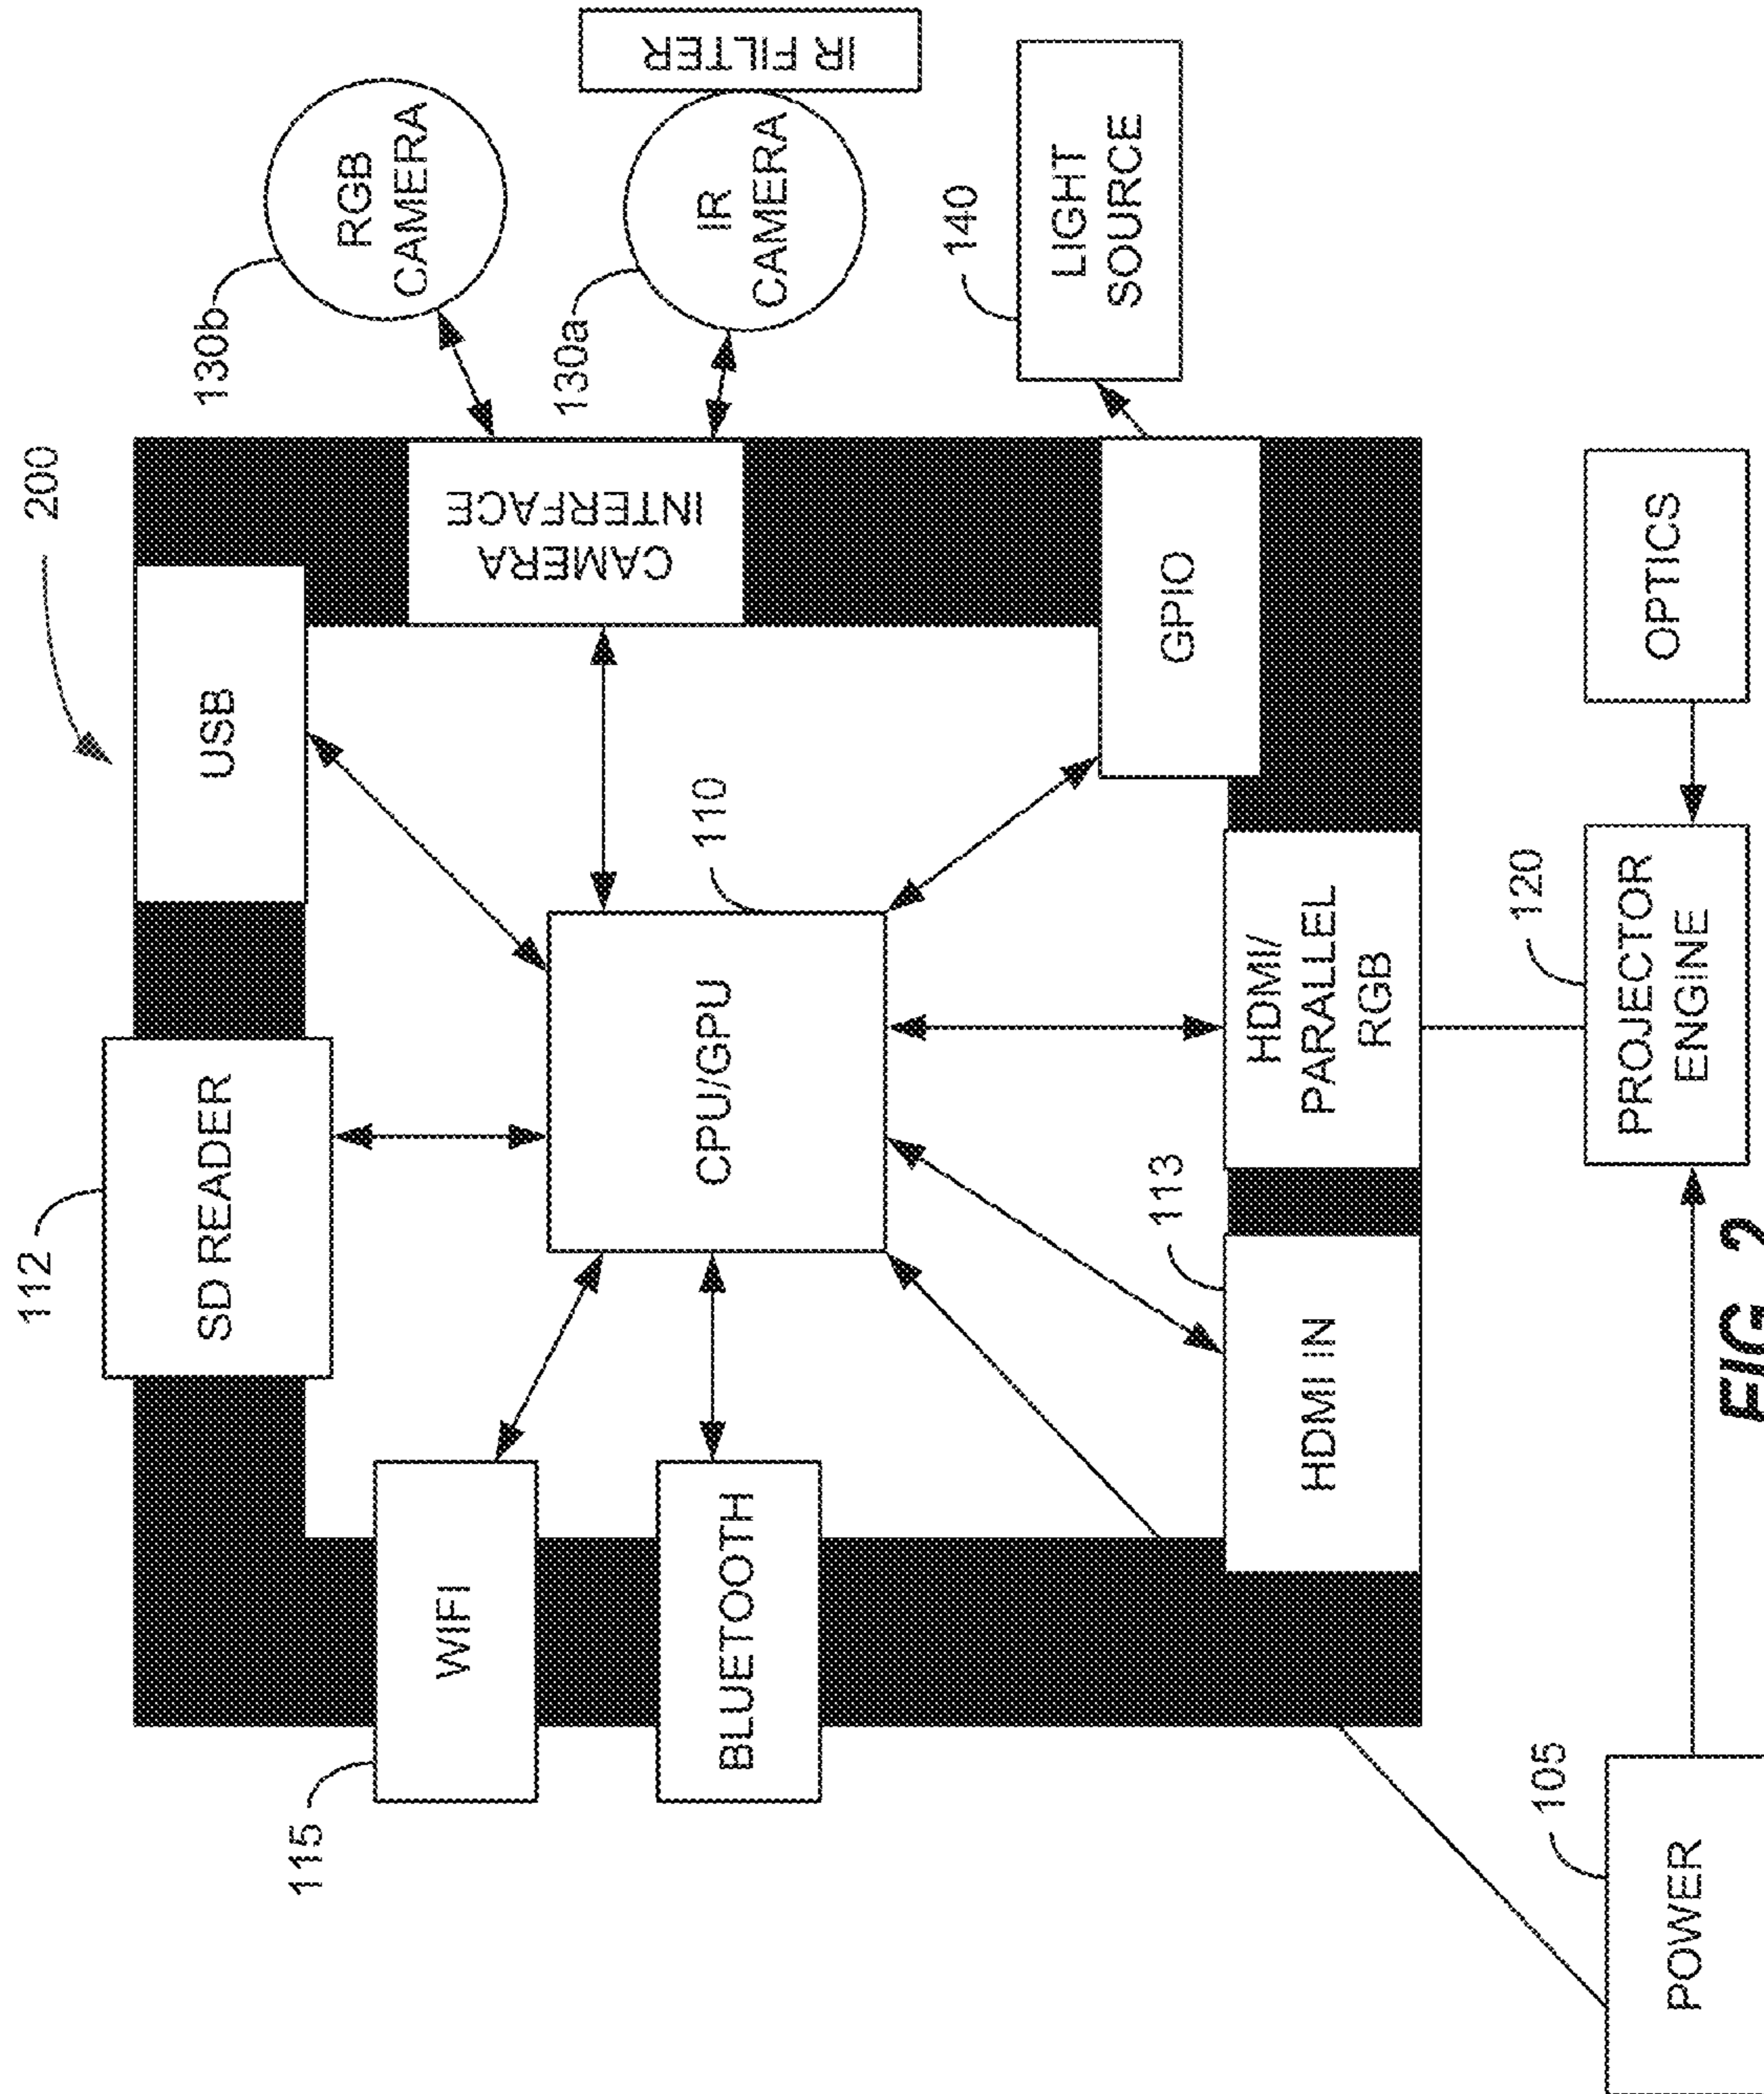 200
112
SD READER
USB
130b
RGB
CAMERA
115
WIFI
CAMERA
INTERFACE
130a
IR
CAMERA
IR FILTER
BLUETOOTH
CPU/GPU
110
140
LIGHT
SOURCE
GPIO
113
HDMI IN
HDMI/
PARALLEL
RGB
105
POWER
120
PROJECTOR
ENGINE
OPTICS
FIG. 2